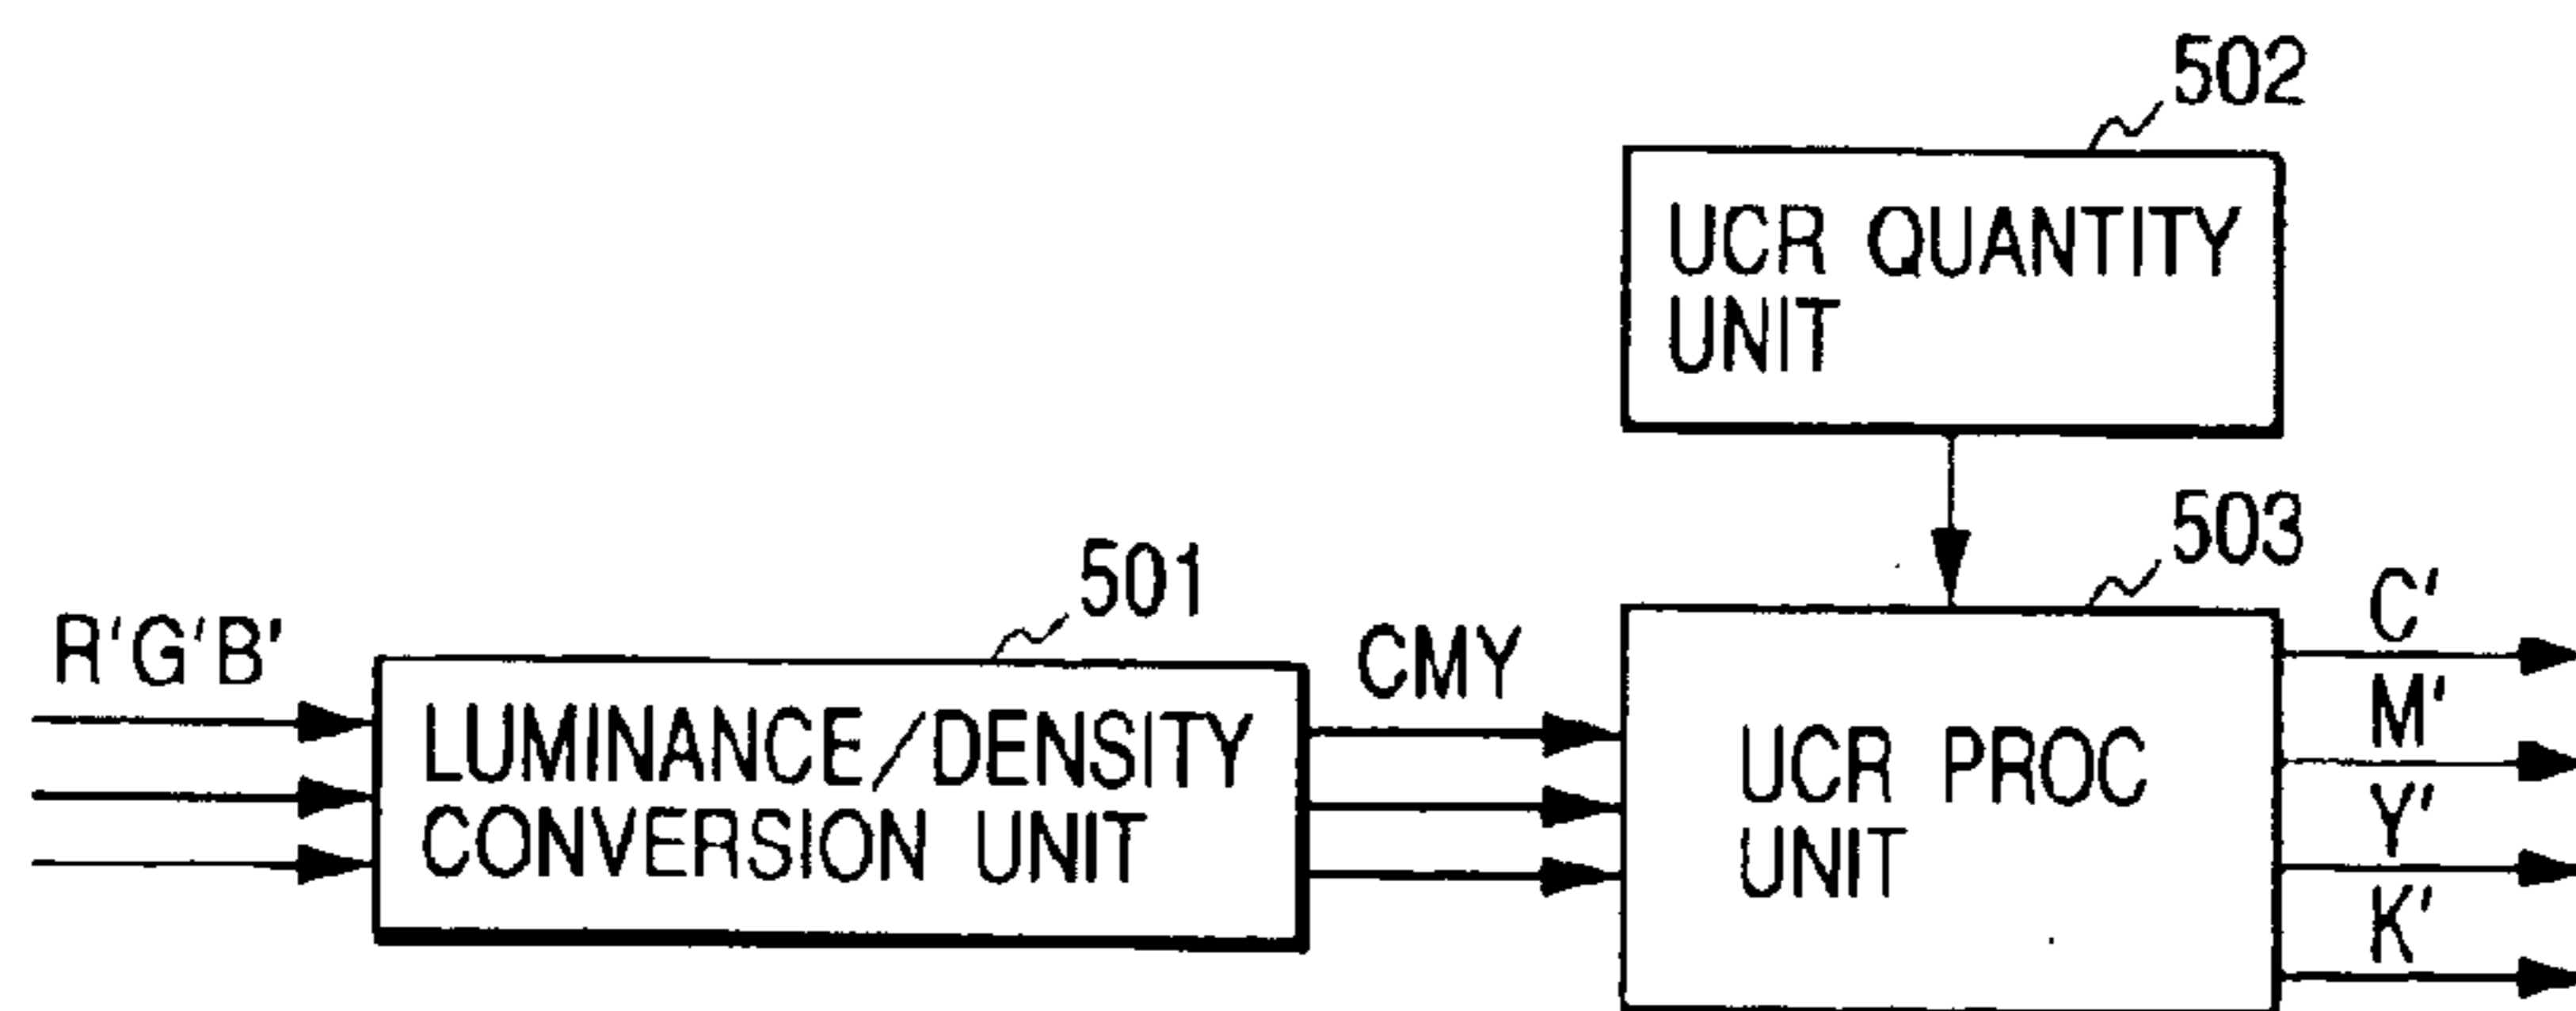 502
UCR QUANTITY
UNIT
501
503
R'G'B'
CMY
C'
LUMINANCE/DENSITY
CONVERSION UNIT
UCR PROC
UNIT
M'
Y'
K'